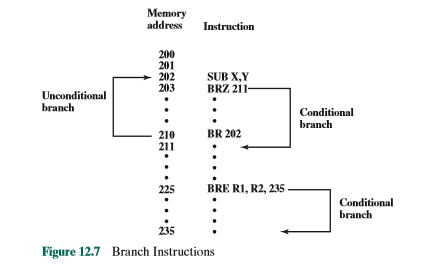 Memory address Instruction
200
201
202 SUB X,Y
203 BRZ 211
Unconditional branch
Conditional branch
210 BR 202
211
225 BRE R1, R2, 235
Conditional branch
235
Figure 12.7 Branch Instructions